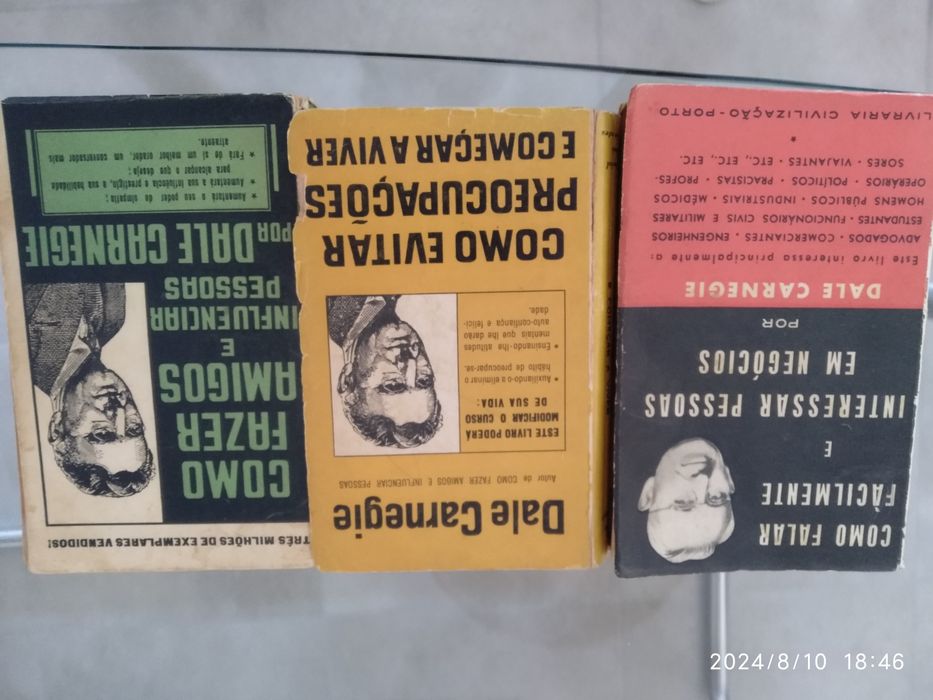 TRÊS MILHÕES DE EXEMPLARES VENDIDOS!
COMO
FAZER
AMIGOS
E
INFLUENCIAR
PESSOAS
POR DALE CARNEGIE
★ Aumentará o seu poder de simpatia;
★ Aumentará a sua influência o prestígio, a sua habilidade
para alcançar o que deseja;
★ Fará de si um melhor orador, um conversador mais
atraente.
Dale Carnegie
Autor de COMO FAZER AMIGOS E INFLUENCIAR PESSOAS
ESTE LIVRO PODERÁ
MODIFICAR O CURSO
DE SUA VIDA:
• Auxiliando-o a eliminar o
hábito de preocupar-se.
• Ensinando-lhe atitudes
mentais que lhe darão
auto-confiança e felici-
dade.
COMO EVITAR
PREOCUPAÇÕES
E COMEÇAR A VIVER
COMO FALAR
FÀCILMENTE
E
INTERESSAR PESSOAS
EM NEGÓCIOS
POR
DALE CARNEGIE
Este livro interessa principalmente a:
ADVOGADOS · COMERCIANTES · ENGENHEIROS
ESTUDANTES · FUNCIONÁRIOS CIVIS E MILITARES
HOMENS PÚBLICOS · INDUSTRIAIS · MÉDICOS
OPERÁRIOS · POLÍTICOS · PRACISTAS · PROFES-
SORES · VIAJANTES · ETC., ETC., ETC.
★
LIVRARIA CIVILIZAÇÃO-PORTO
2024/8/10 18:46